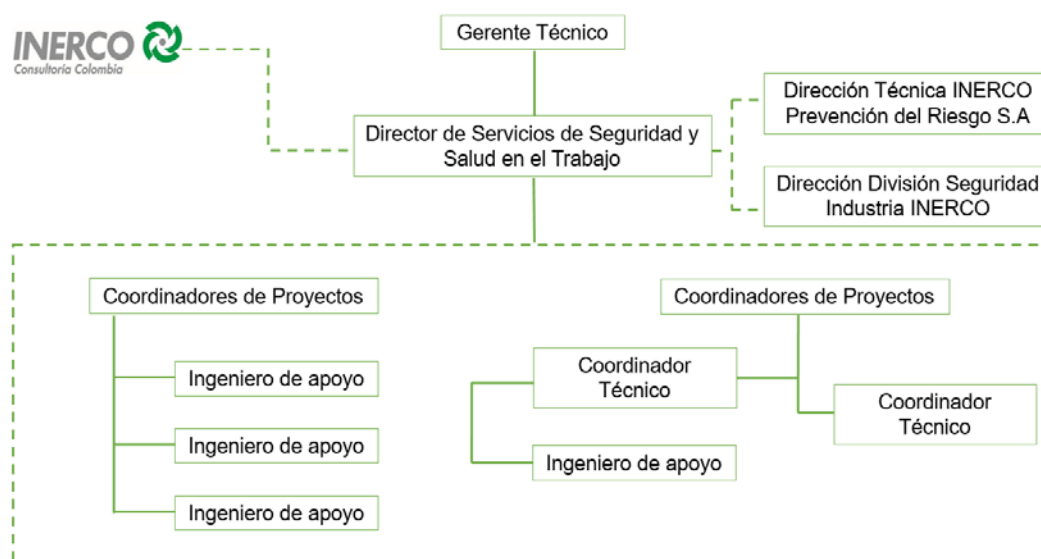 INERCO
Consultoría Colombia
Gerente Técnico
Director de Servicios de Seguridad y
Salud en el Trabajo
Dirección Técnica INERCO
Prevención del Riesgo S.A
Dirección División Seguridad
Industria INERCO
Coordinadores de Proyectos
Ingeniero de apoyo
Ingeniero de apoyo
Ingeniero de apoyo
Coordinadores de Proyectos
Coordinador
Técnico
Ingeniero de apoyo
Coordinador
Técnico